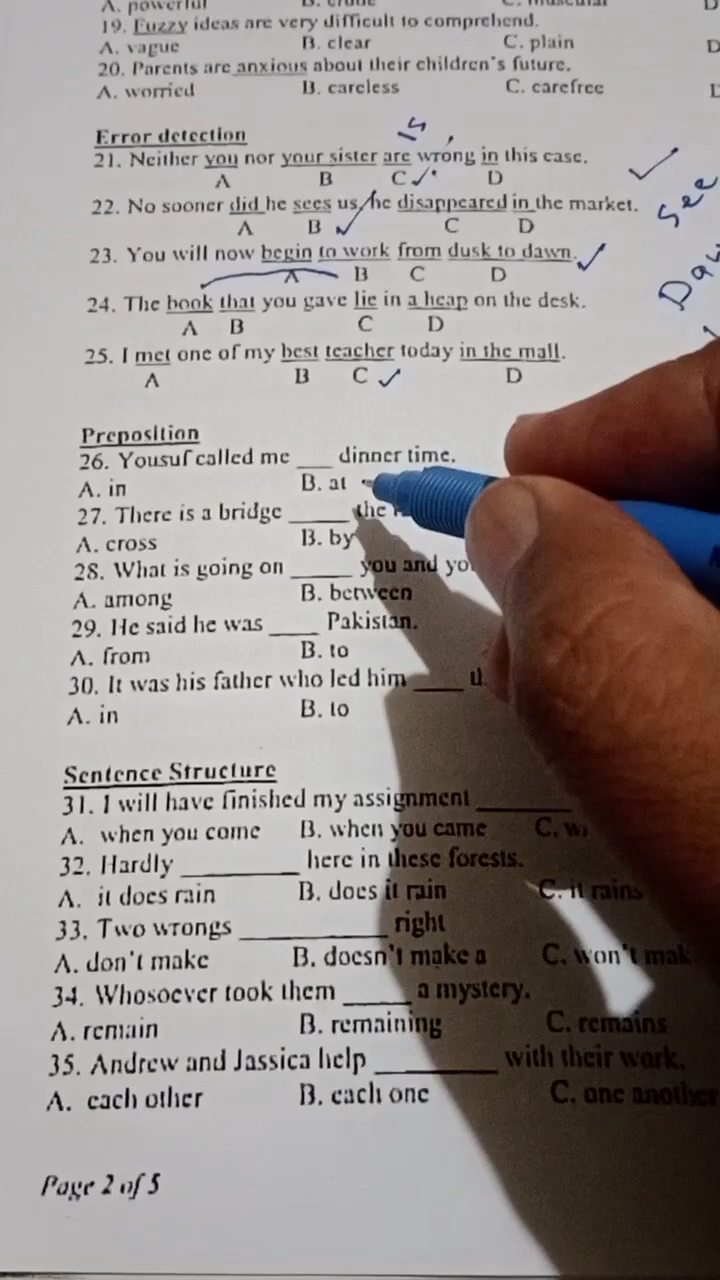 A. powerful
19. Fuzzy ideas are very difficult to comprehend.
A. vague B. clear C. plain D
20. Parents are anxious about their children's future.
A. worried B. careless C. carefree
Error detection
is
21. Neither you nor your sister are wrong in this case.
A B C D
22. No sooner did he sees us, he disappeared in the market.
A B C D
see
23. You will now begin to work from dusk to dawn.
A B C D
24. The book that you gave lie in a heap on the desk.
A B C D
25. I met one of my best teacher today in the mall.
A B C D
Preposition
26. Yousuf called me ___ dinner time.
A. in B. at
27. There is a bridge _____ the
A. cross B. by
28. What is going on _____ you and
A. among B. between
29. He said he was ____ Pakistan.
A. from B. to
30. It was his father who led him ____
A. in B. to
Sentence Structure
31. I will have finished my assignment ________
A. when you come B. when you came C.
32. Hardly __________ here in these forests.
A. it does rain B. does it rain C. it rains
33. Two wrongs ____________ right
A. don't make B. doesn't make a C. won't
34. Whosoever took them _____ a mystery.
A. remain B. remaining C. remains
35. Andrew and Jassica help _________ with their work.
A. each other B. each one C. one another
Page 2 of 5